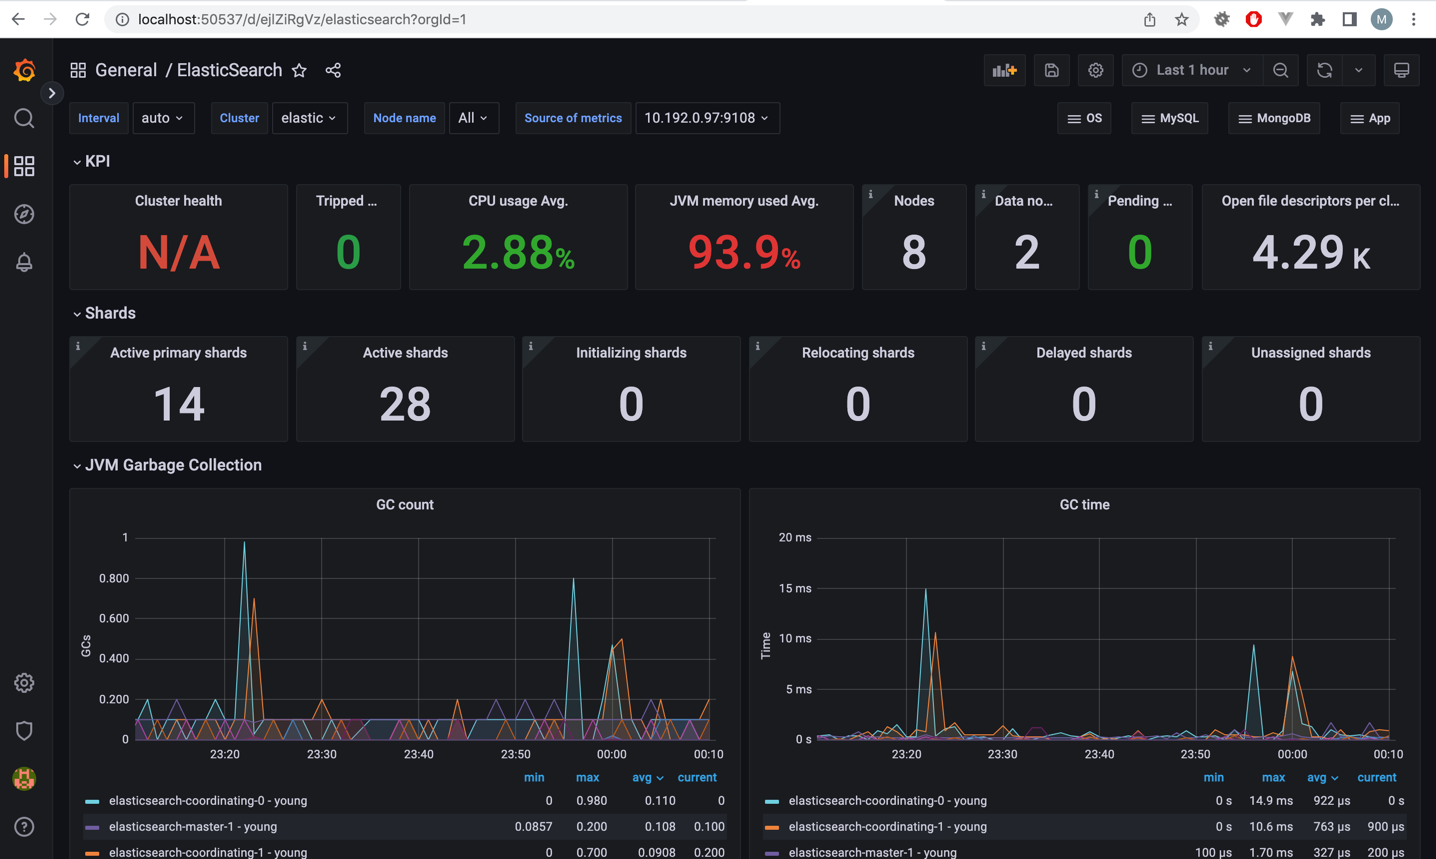 localhost:50537/d/ejlZiRgVz/elasticsearch?orgId=1
M
General / ElasticSearch
Last 1 hour
Interval auto Cluster elastic Node name All Source of metrics 10.192.0.97:9108 OS MySQL MongoDB App
KPI
Cluster health Tripped ... CPU usage Avg. JVM memory used Avg. Nodes Data no... Pending ... Open file descriptors per cl...
N/A 0 2.88% 93.9% 8 2 0 4.29 K
Shards
Active primary shards Active shards Initializing shards Relocating shards Delayed shards Unassigned shards
14 28 0 0 0 0
JVM Garbage Collection
GC count
1
0.800
0.600
0.400
0.200
0
GCs
23:20 23:30 23:40 23:50 00:00 00:10
min max avg current
elasticsearch-coordinating-0 - young 0 0.980 0.110 0
elasticsearch-master-1 - young 0.0857 0.200 0.108 0.100
elasticsearch-coordinating-1 - young 0 0.700 0.0908 0.200
GC time
20 ms
15 ms
10 ms
5 ms
0 s
Time
23:20 23:30 23:40 23:50 00:00 00:10
min max avg current
elasticsearch-coordinating-0 - young 0 s 14.9 ms 922 µs 0 s
elasticsearch-coordinating-1 - young 0 s 10.6 ms 763 µs 900 µs
elasticsearch-master-1 - young 100 µs 1.70 ms 327 µs 200 µs